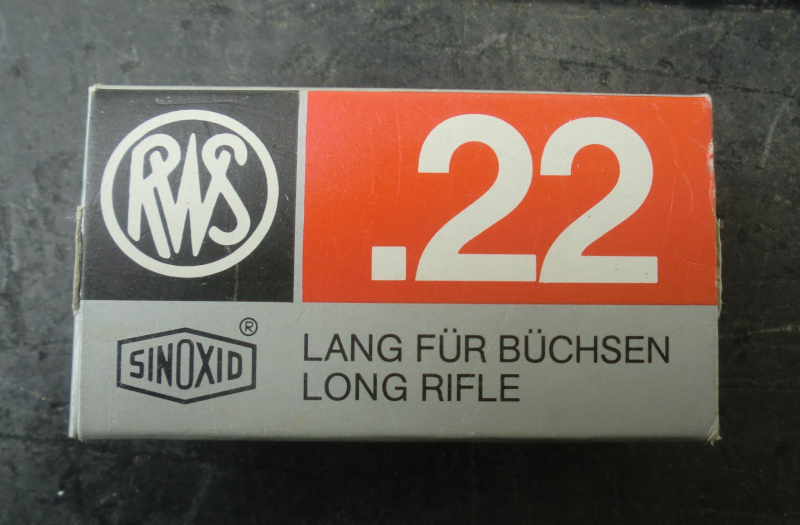 RWS
.22
SINOXID ®
LANG FÜR BÜCHSEN
LONG RIFLE